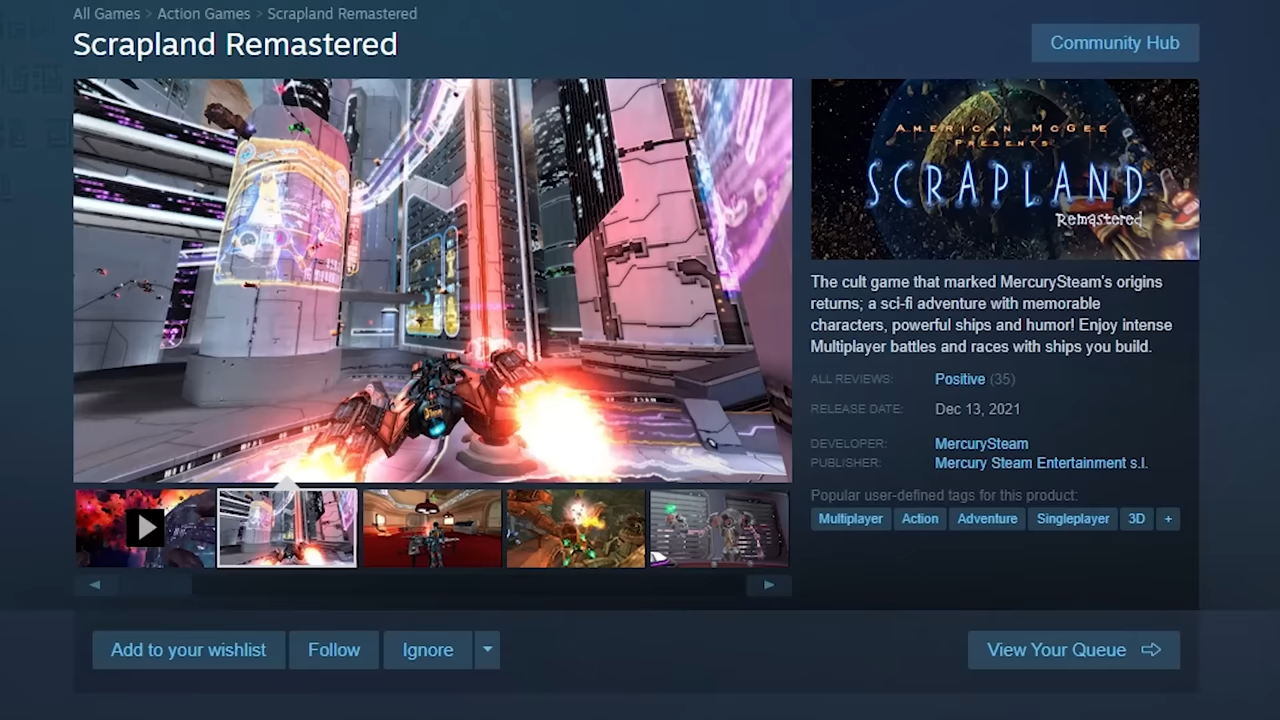 All Games > Action Games > Scrapland Remastered
Scrapland Remastered
Community Hub
AMERICAN MCGEE
PRESENTS
SCRAPLAND
Remastered
The cult game that marked MercurySteam's origins
returns; a sci-fi adventure with memorable
characters, powerful ships and humor! Enjoy intense
Multiplayer battles and races with ships you build.
ALL REVIEWS: Positive (35)
RELEASE DATE: Dec 13, 2021
DEVELOPER: MercurySteam
PUBLISHER: Mercury Steam Entertainment s.l.
Popular user-defined tags for this product:
Multiplayer Action Adventure Singleplayer 3D +
Add to your wishlist Follow Ignore View Your Queue